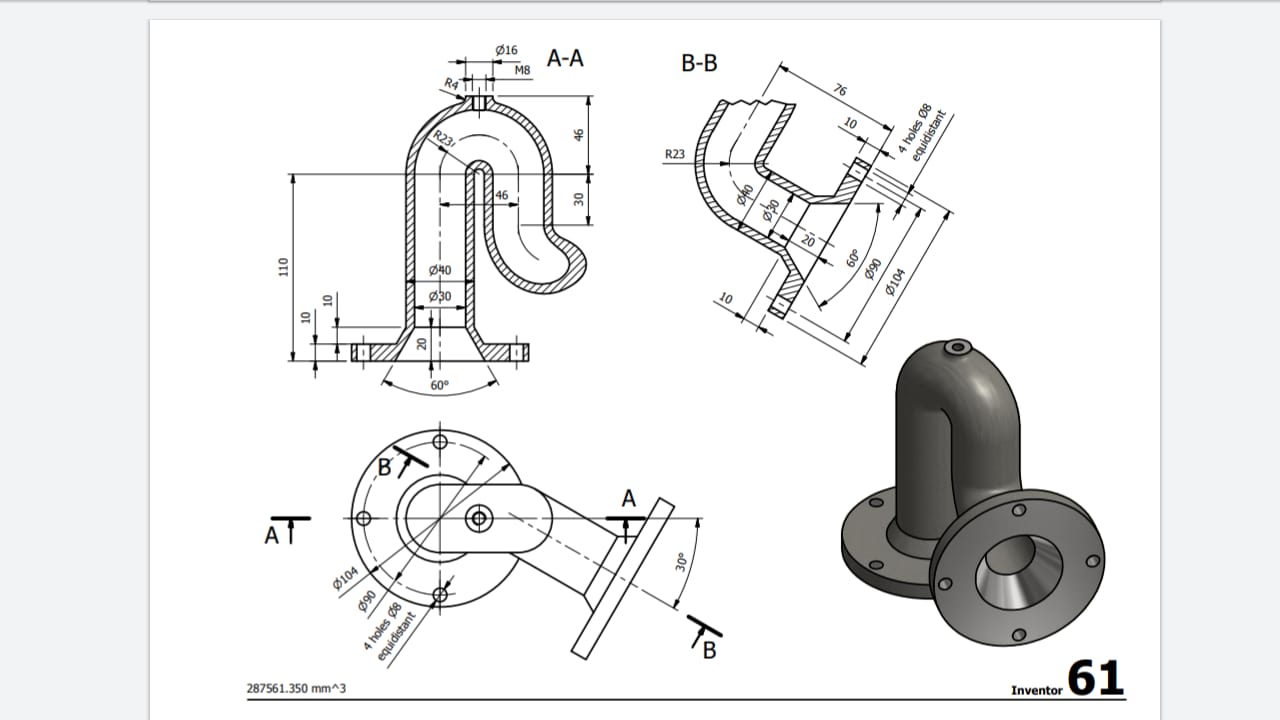 Ø16
A-A
M8
R4
R23
46
46
30
110
Ø40
Ø30
10
10
20
60°
B-B
76
10
4 holes Ø8
equidistant
R23
Ø40
Ø30
20
60°
Ø90
Ø104
10
B
A
A
30°
Ø104
Ø90
4 holes Ø8
equidistant
B
287561.350 mm^3
Inventor 61